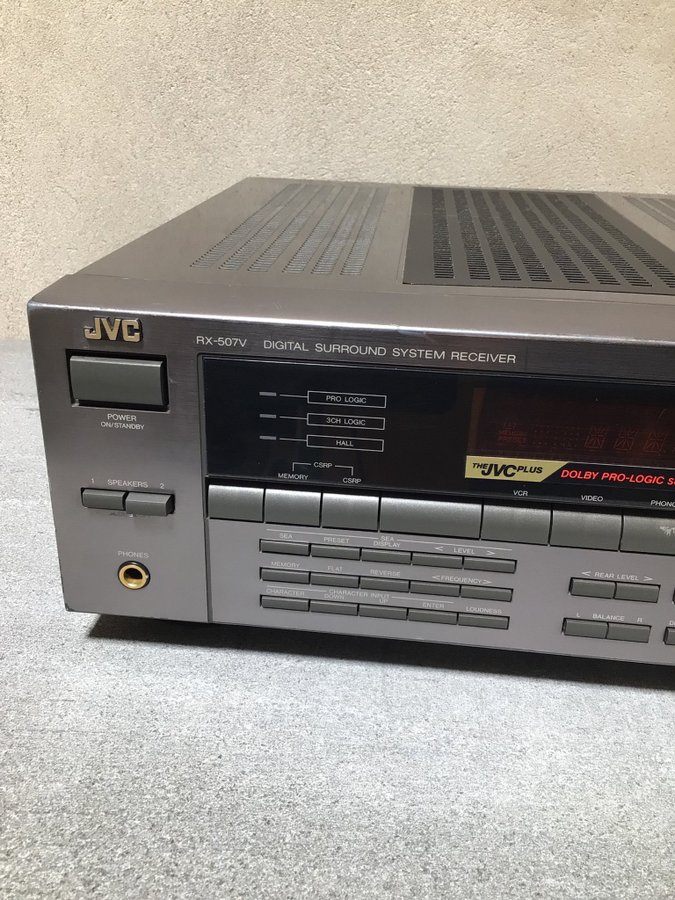 JVC
RX-507V DIGITAL SURROUND SYSTEM RECEIVER
POWER
ON/STANDBY
PRO LOGIC
3CH LOGIC
HALL
CSRP
MEMORY CSRP
THE JVC PLUS DOLBY PRO-LOGIC
VCR VIDEO PHONO
1 SPEAKERS 2
PHONES
SEA PRESET SEA DISPLAY < LEVEL >
MEMORY FLAT REVERSE < FREQUENCY >
CHARACTER CHARACTER INPUT
DOWN UP ENTER LOUDNESS
< REAR LEVEL >
L BALANCE R